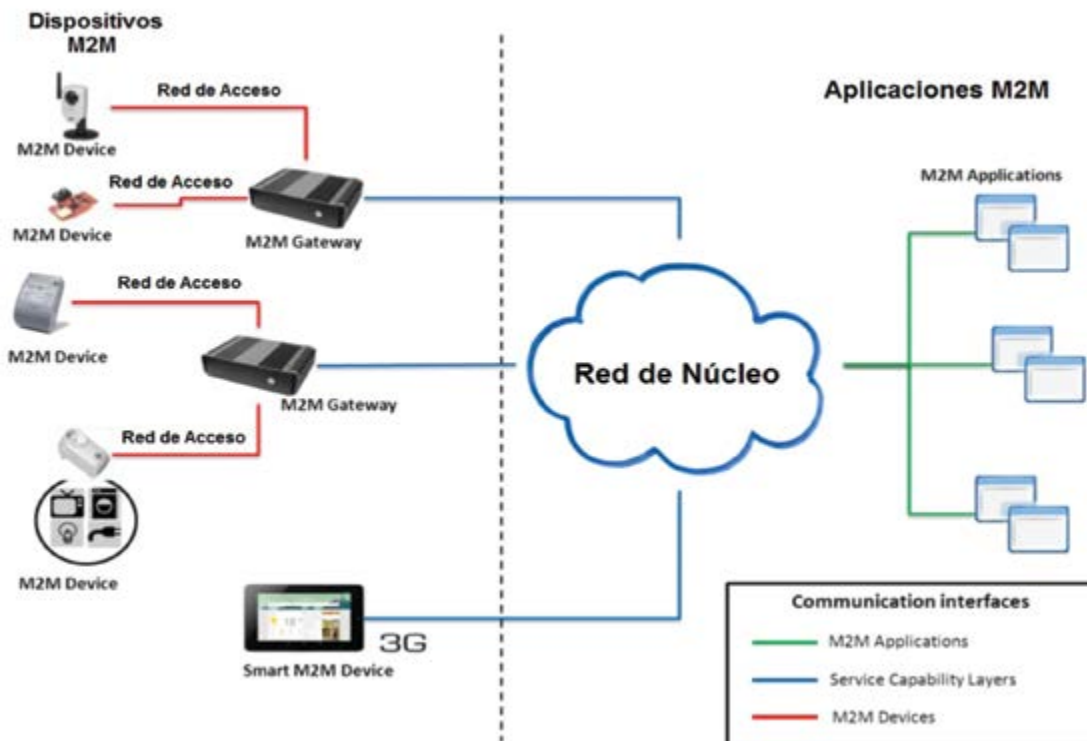 Dispositivos
M2M
Red de Acceso
M2M Device
Red de Acceso
M2M Device
M2M Gateway
Red de Acceso
M2M Device
M2M Gateway
Red de Acceso
M2M Device
3G
Smart M2M Device
Red de Núcleo
Aplicaciones M2M
M2M Applications
Communication interfaces
M2M Applications
Service Capability Layers
M2M Devices